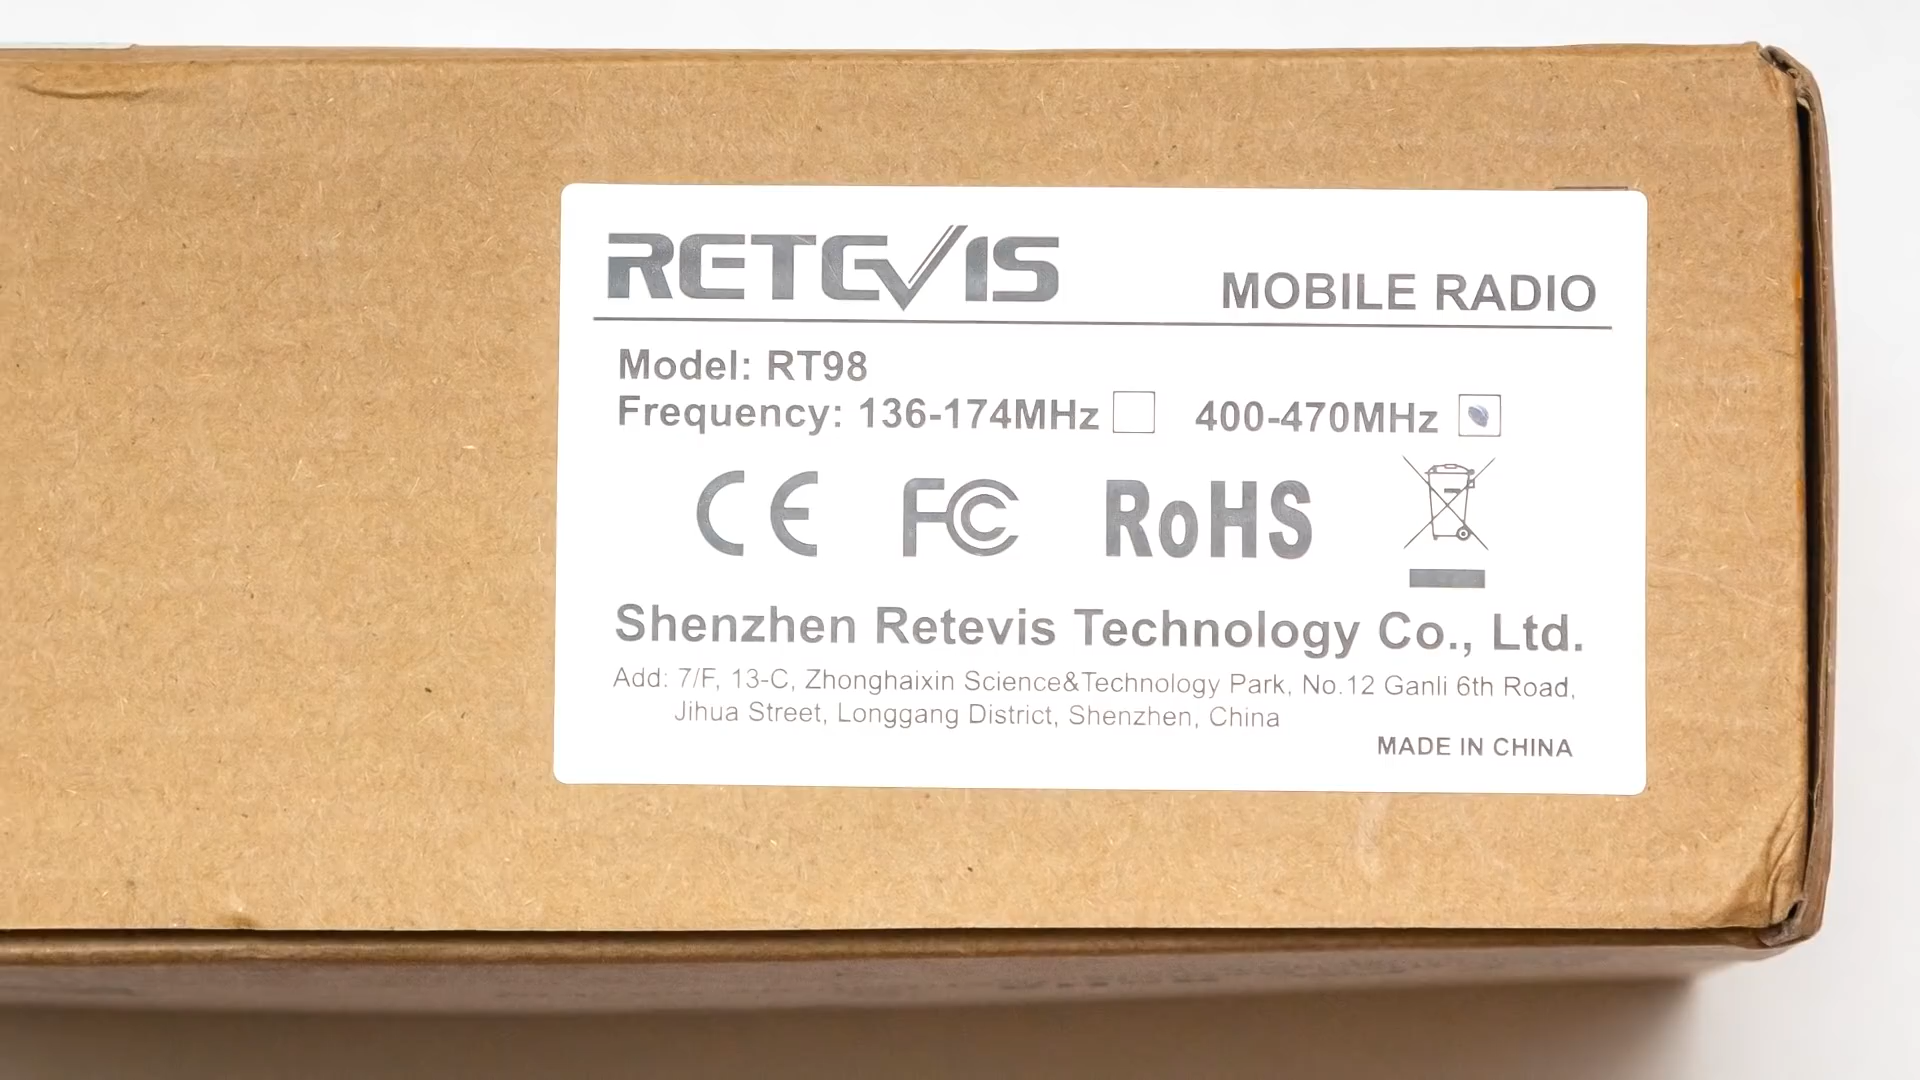 RETEVIS
MOBILE RADIO
Model: RT98
Frequency: 136-174MHz 400-470MHz
CE FC RoHS
Shenzhen Retevis Technology Co., Ltd.
Add: 7/F, 13-C, Zhonghaixin Science&Technology Park, No.12 Ganli 6th Road,
Jihua Street, Longgang District, Shenzhen, China
MADE IN CHINA